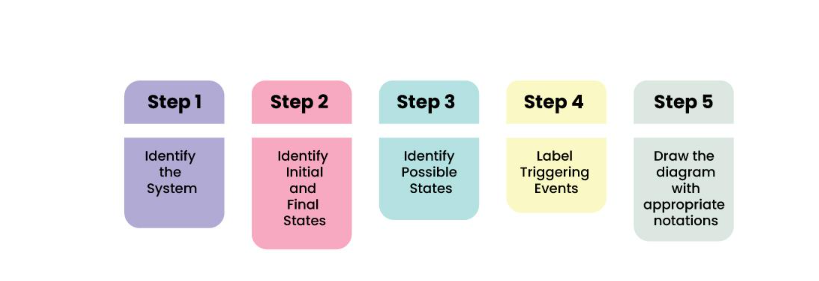 Step 1
Identify
the
System
Step 2
Identify
Initial
and
Final
States
Step 3
Identify
Possible
States
Step 4
Label
Triggering
Events
Step 5
Draw the
diagram
with
appropriate
notations